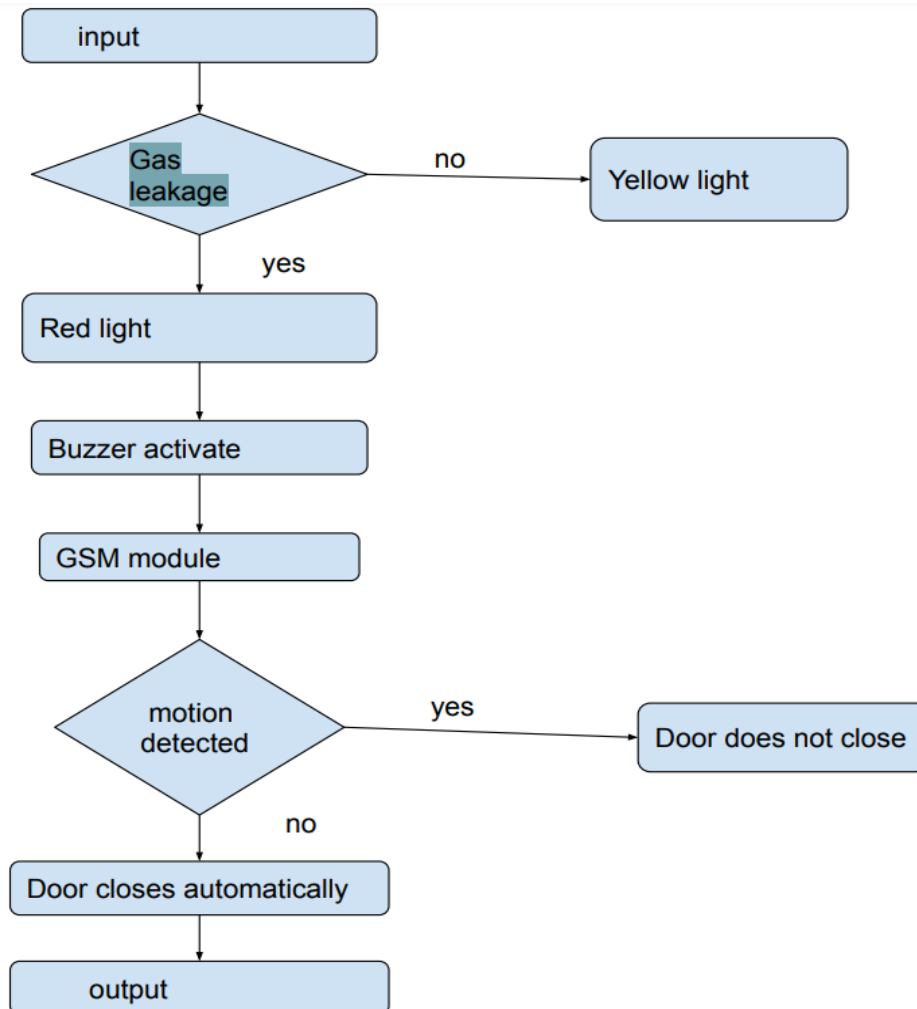 input
Gas
leakage
no
Yellow light
yes
Red light
Buzzer activate
GSM module
motion
detected
yes
Door does not close
no
Door closes automatically
output